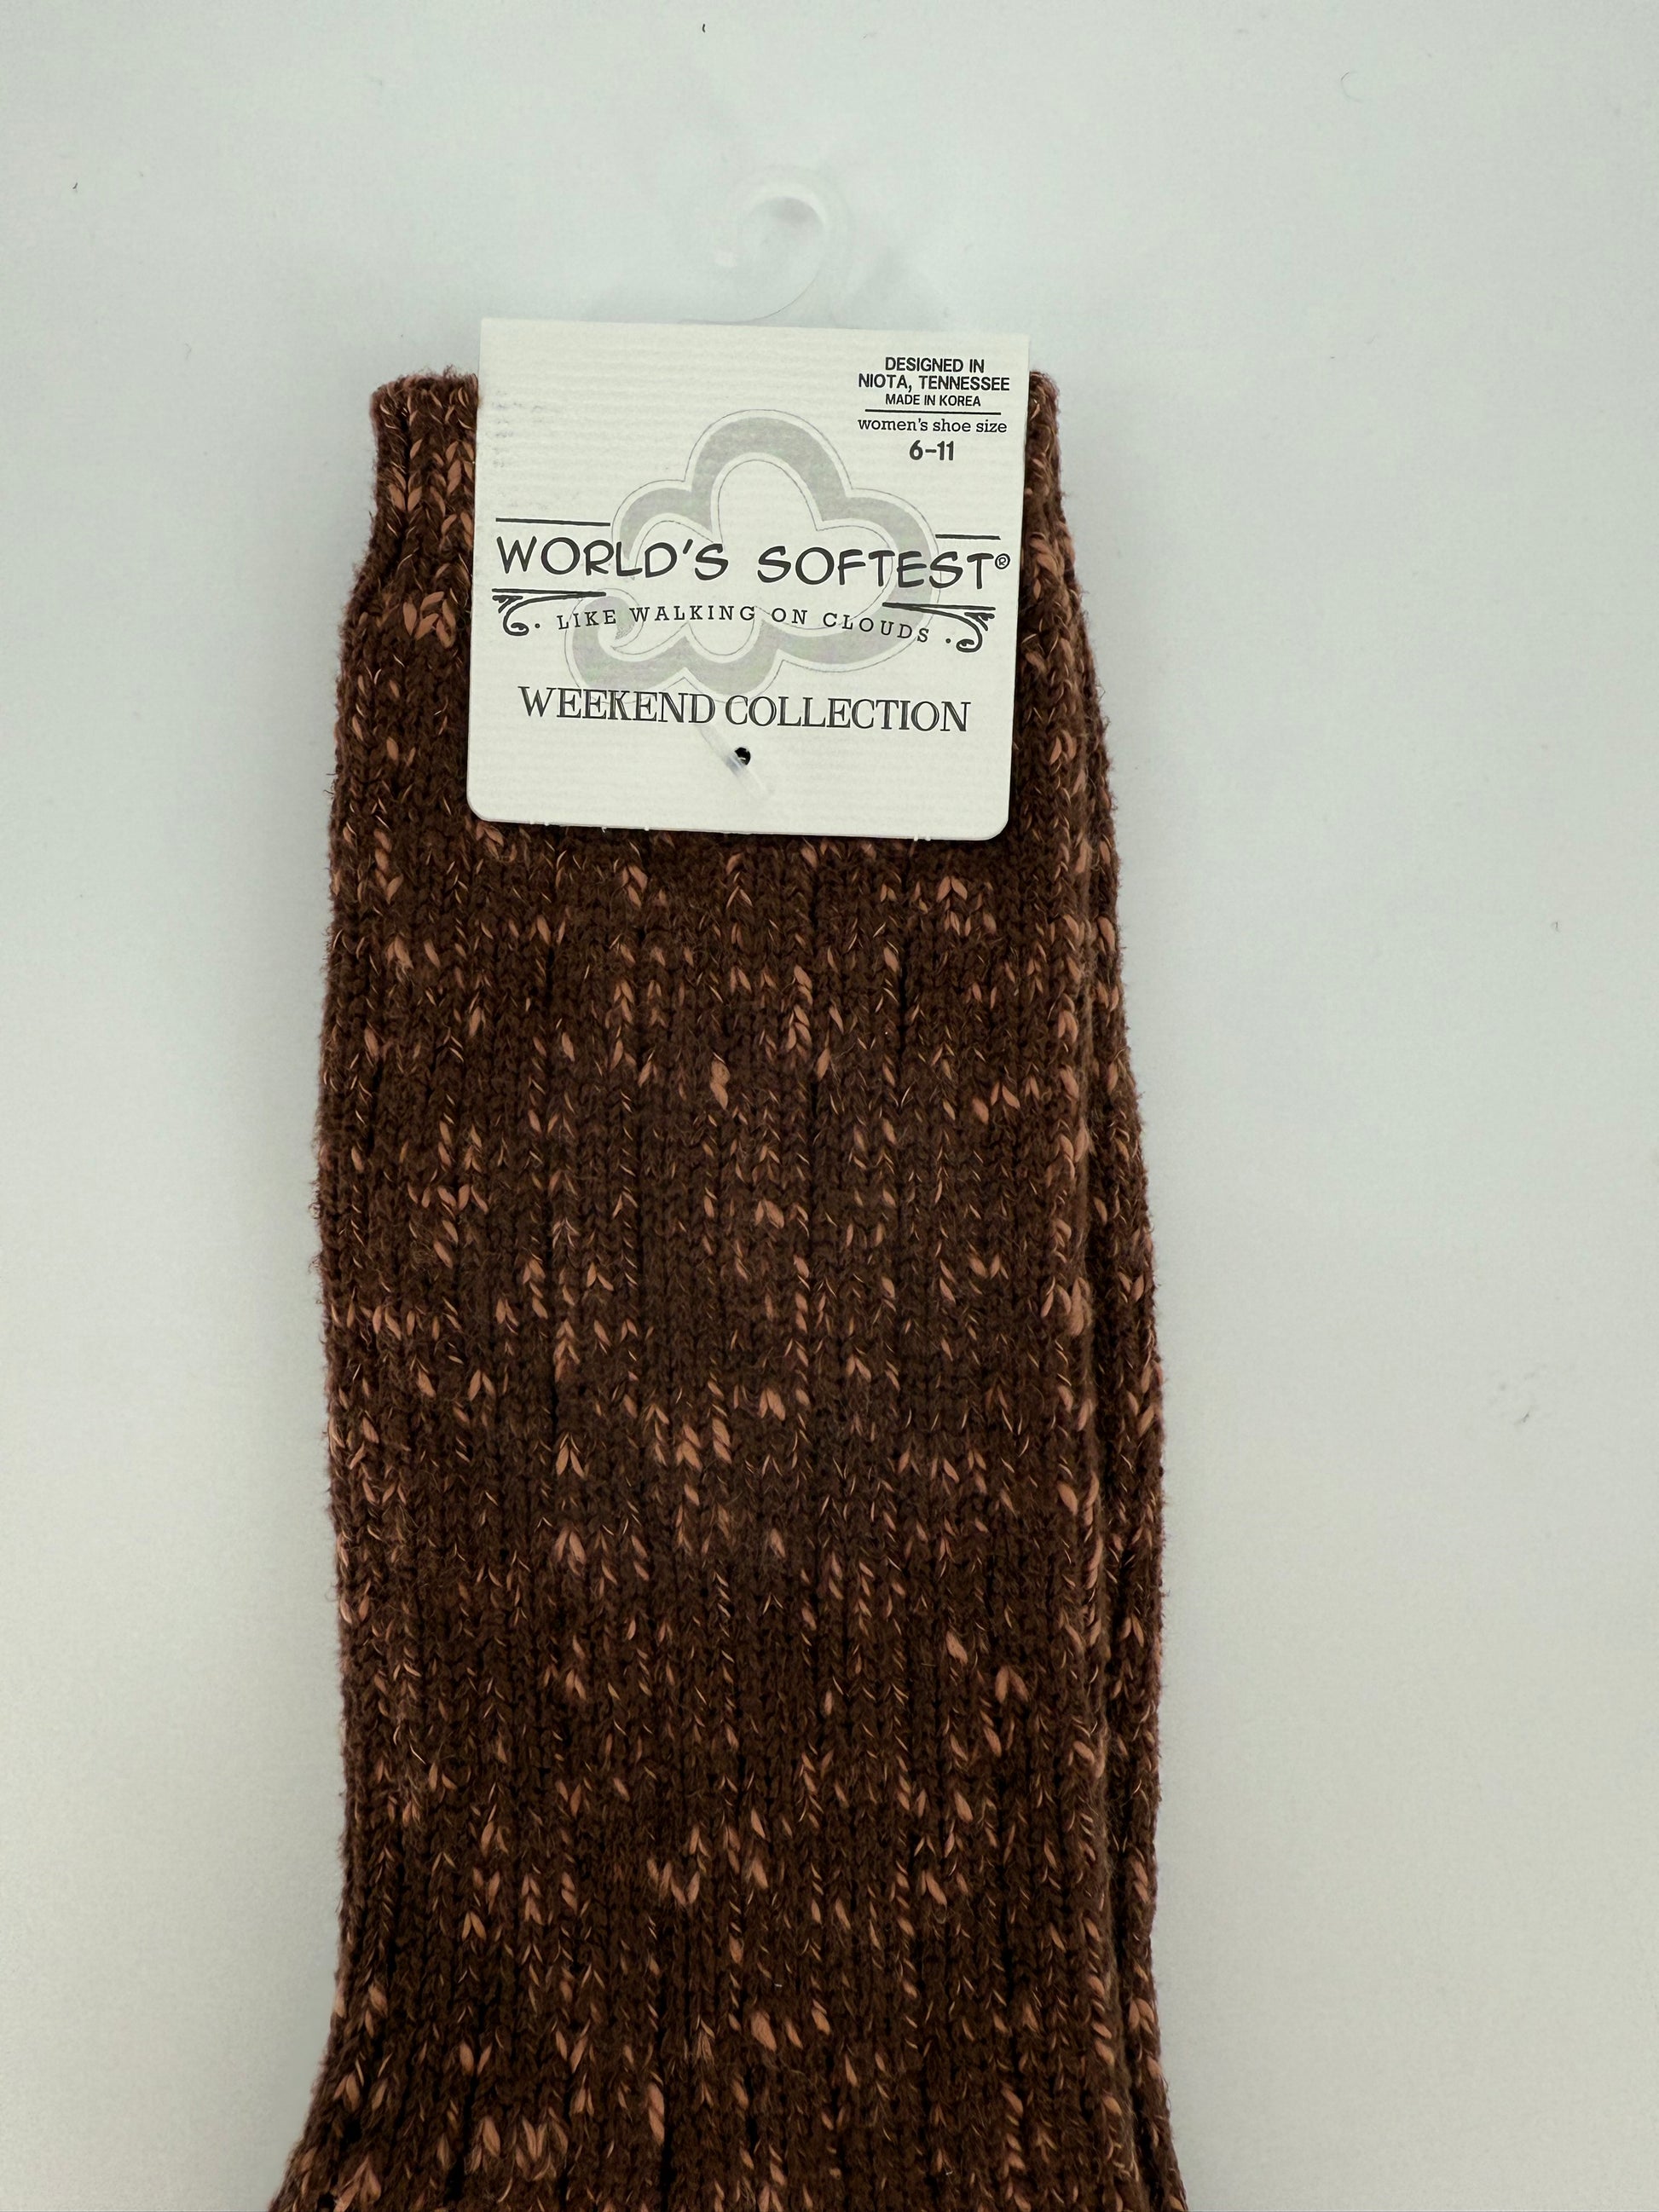 DESIGNED IN
NIOTA, TENNESSEE
MADE IN KOREA
women's shoe size
6-11
WORLD'S SOFTEST®
· LIKE WALKING ON CLOUDS ·
WEEKEND COLLECTION